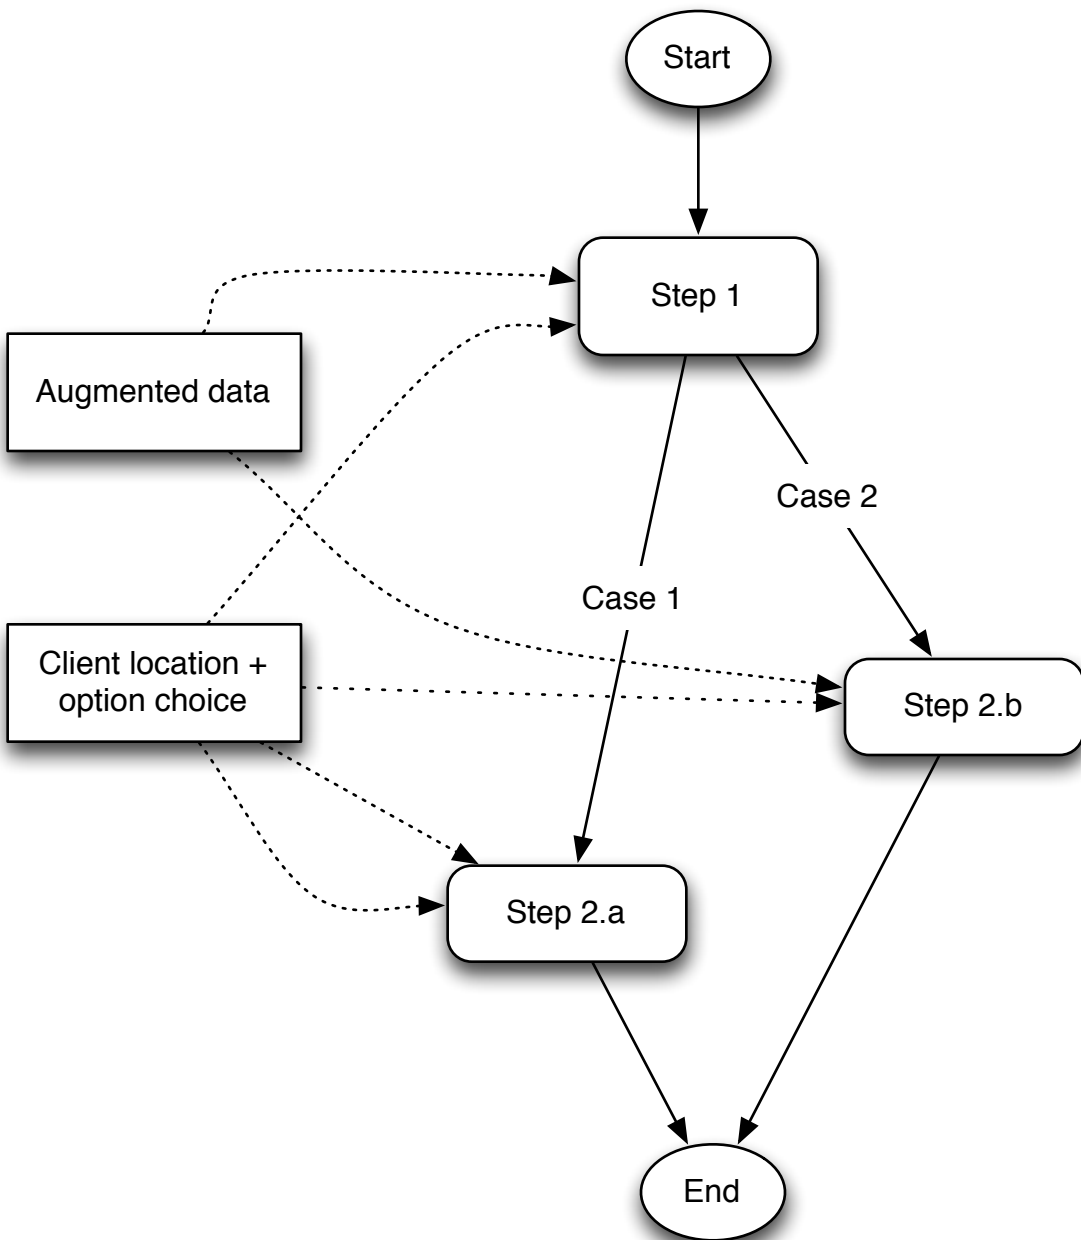 Start
Step 1
Augmented data
Case 2
Case 1
Client location +
option choice
Step 2.b
Step 2.a
End